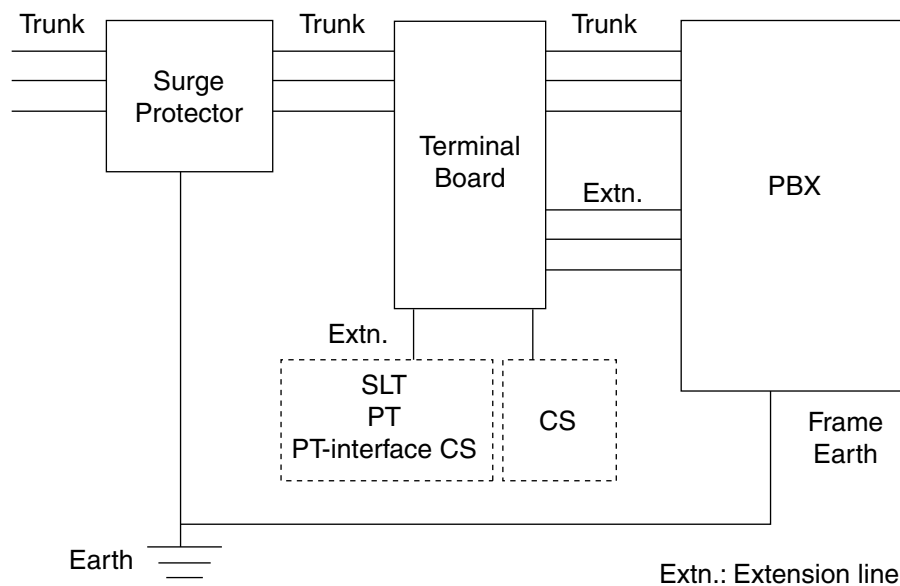 Trunk
Trunk
Trunk
Surge
Protector
Terminal
Board
PBX
Extn.
Extn.
SLT
PT
PT-interface CS
CS
Frame
Earth
Earth
Extn.: Extension line